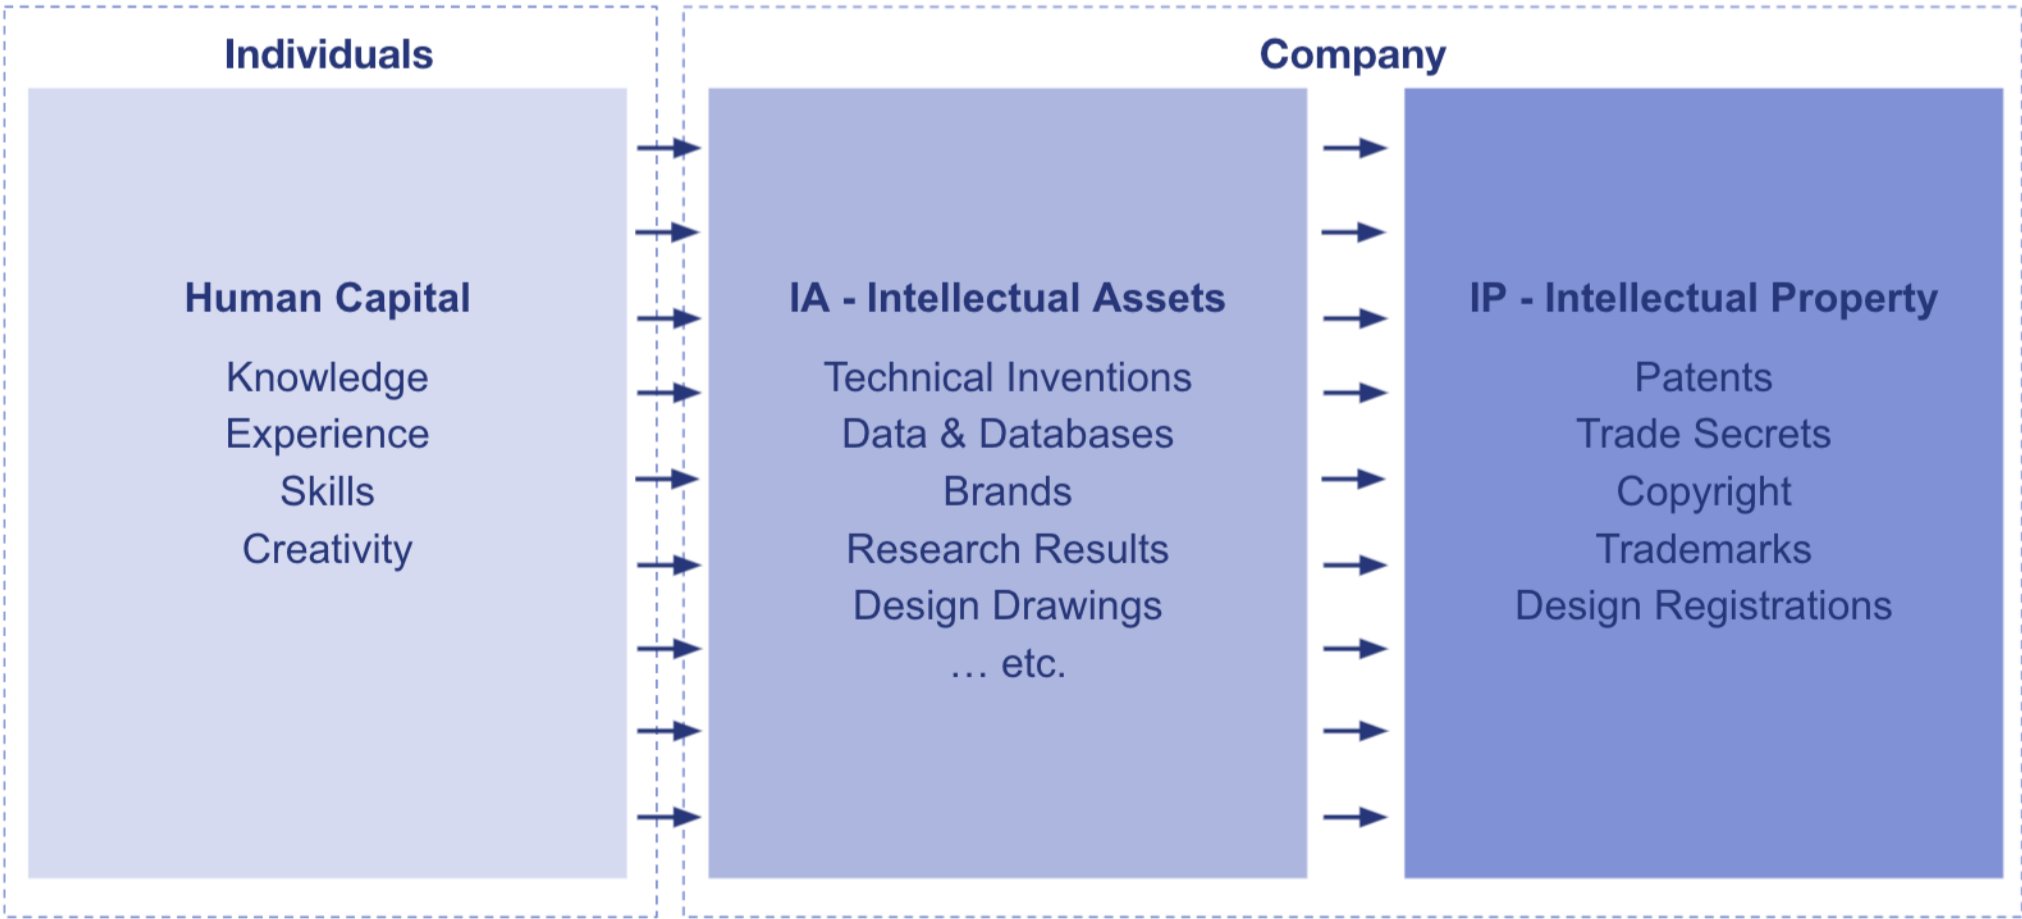 Individuals
Human Capital
Knowledge
Experience
Skills
Creativity
Company
IA - Intellectual Assets
Technical Inventions
Data & Databases
Brands
Research Results
Design Drawings
… etc.
IP - Intellectual Property
Patents
Trade Secrets
Copyright
Trademarks
Design Registrations